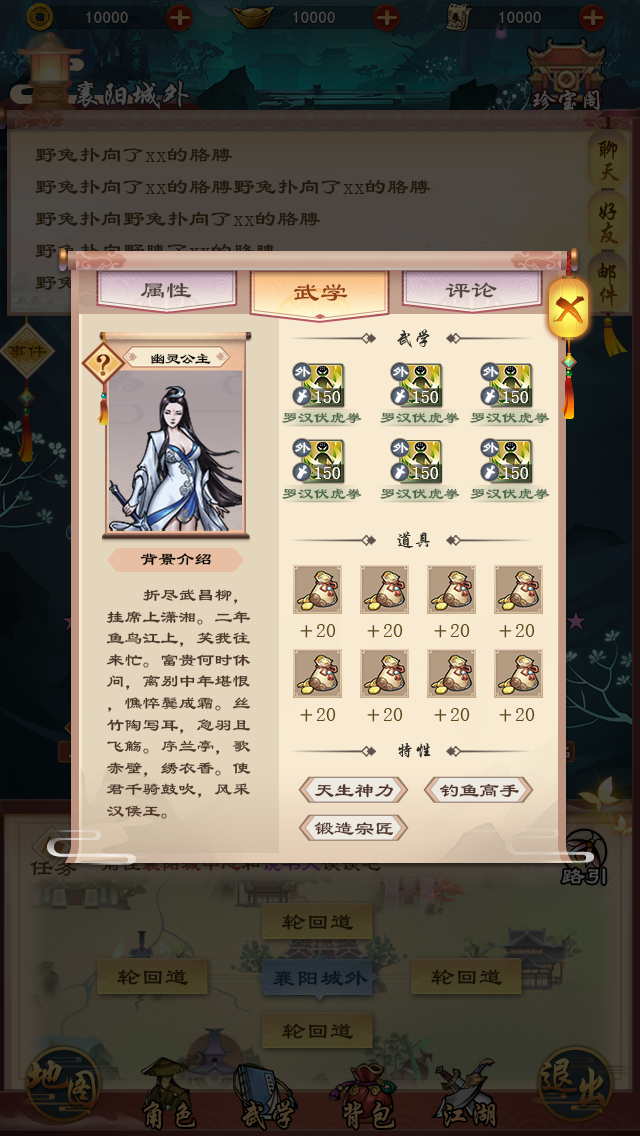 10000
10000
10000
襄阳城外
珍宝阁
野兔扑向了xx的胳膊
野兔扑向了xx的胳膊野兔扑向了xx的胳膊
野兔扑向野兔扑向了xx的胳膊
聊天
好友
邮件
事件
属性
武学
评论
?
幽灵公主
武学
外
150
外
150
外
150
罗汉伏虎拳
罗汉伏虎拳
罗汉伏虎拳
外
150
外
150
外
150
罗汉伏虎拳
罗汉伏虎拳
罗汉伏虎拳
背景介绍
折尽武昌柳,
挂席上潇湘。二年
鱼鸟江上,笑我往
来忙。富贵何时休
问,离别中年堪恨
,憔悴鬓成霜。丝
竹陶写耳,急羽且
飞觞。序兰亭,歌
赤壁,绣衣香。使
君千骑鼓吹,风采
汉侯王。
道具
+20
+20
+20
+20
+20
+20
+20
+20
特性
天生神力
钓鱼高手
锻造宗匠
任务
路引
轮回道
轮回道
襄阳城外
轮回道
轮回道
地图
角色
武学
背包
江湖
退出